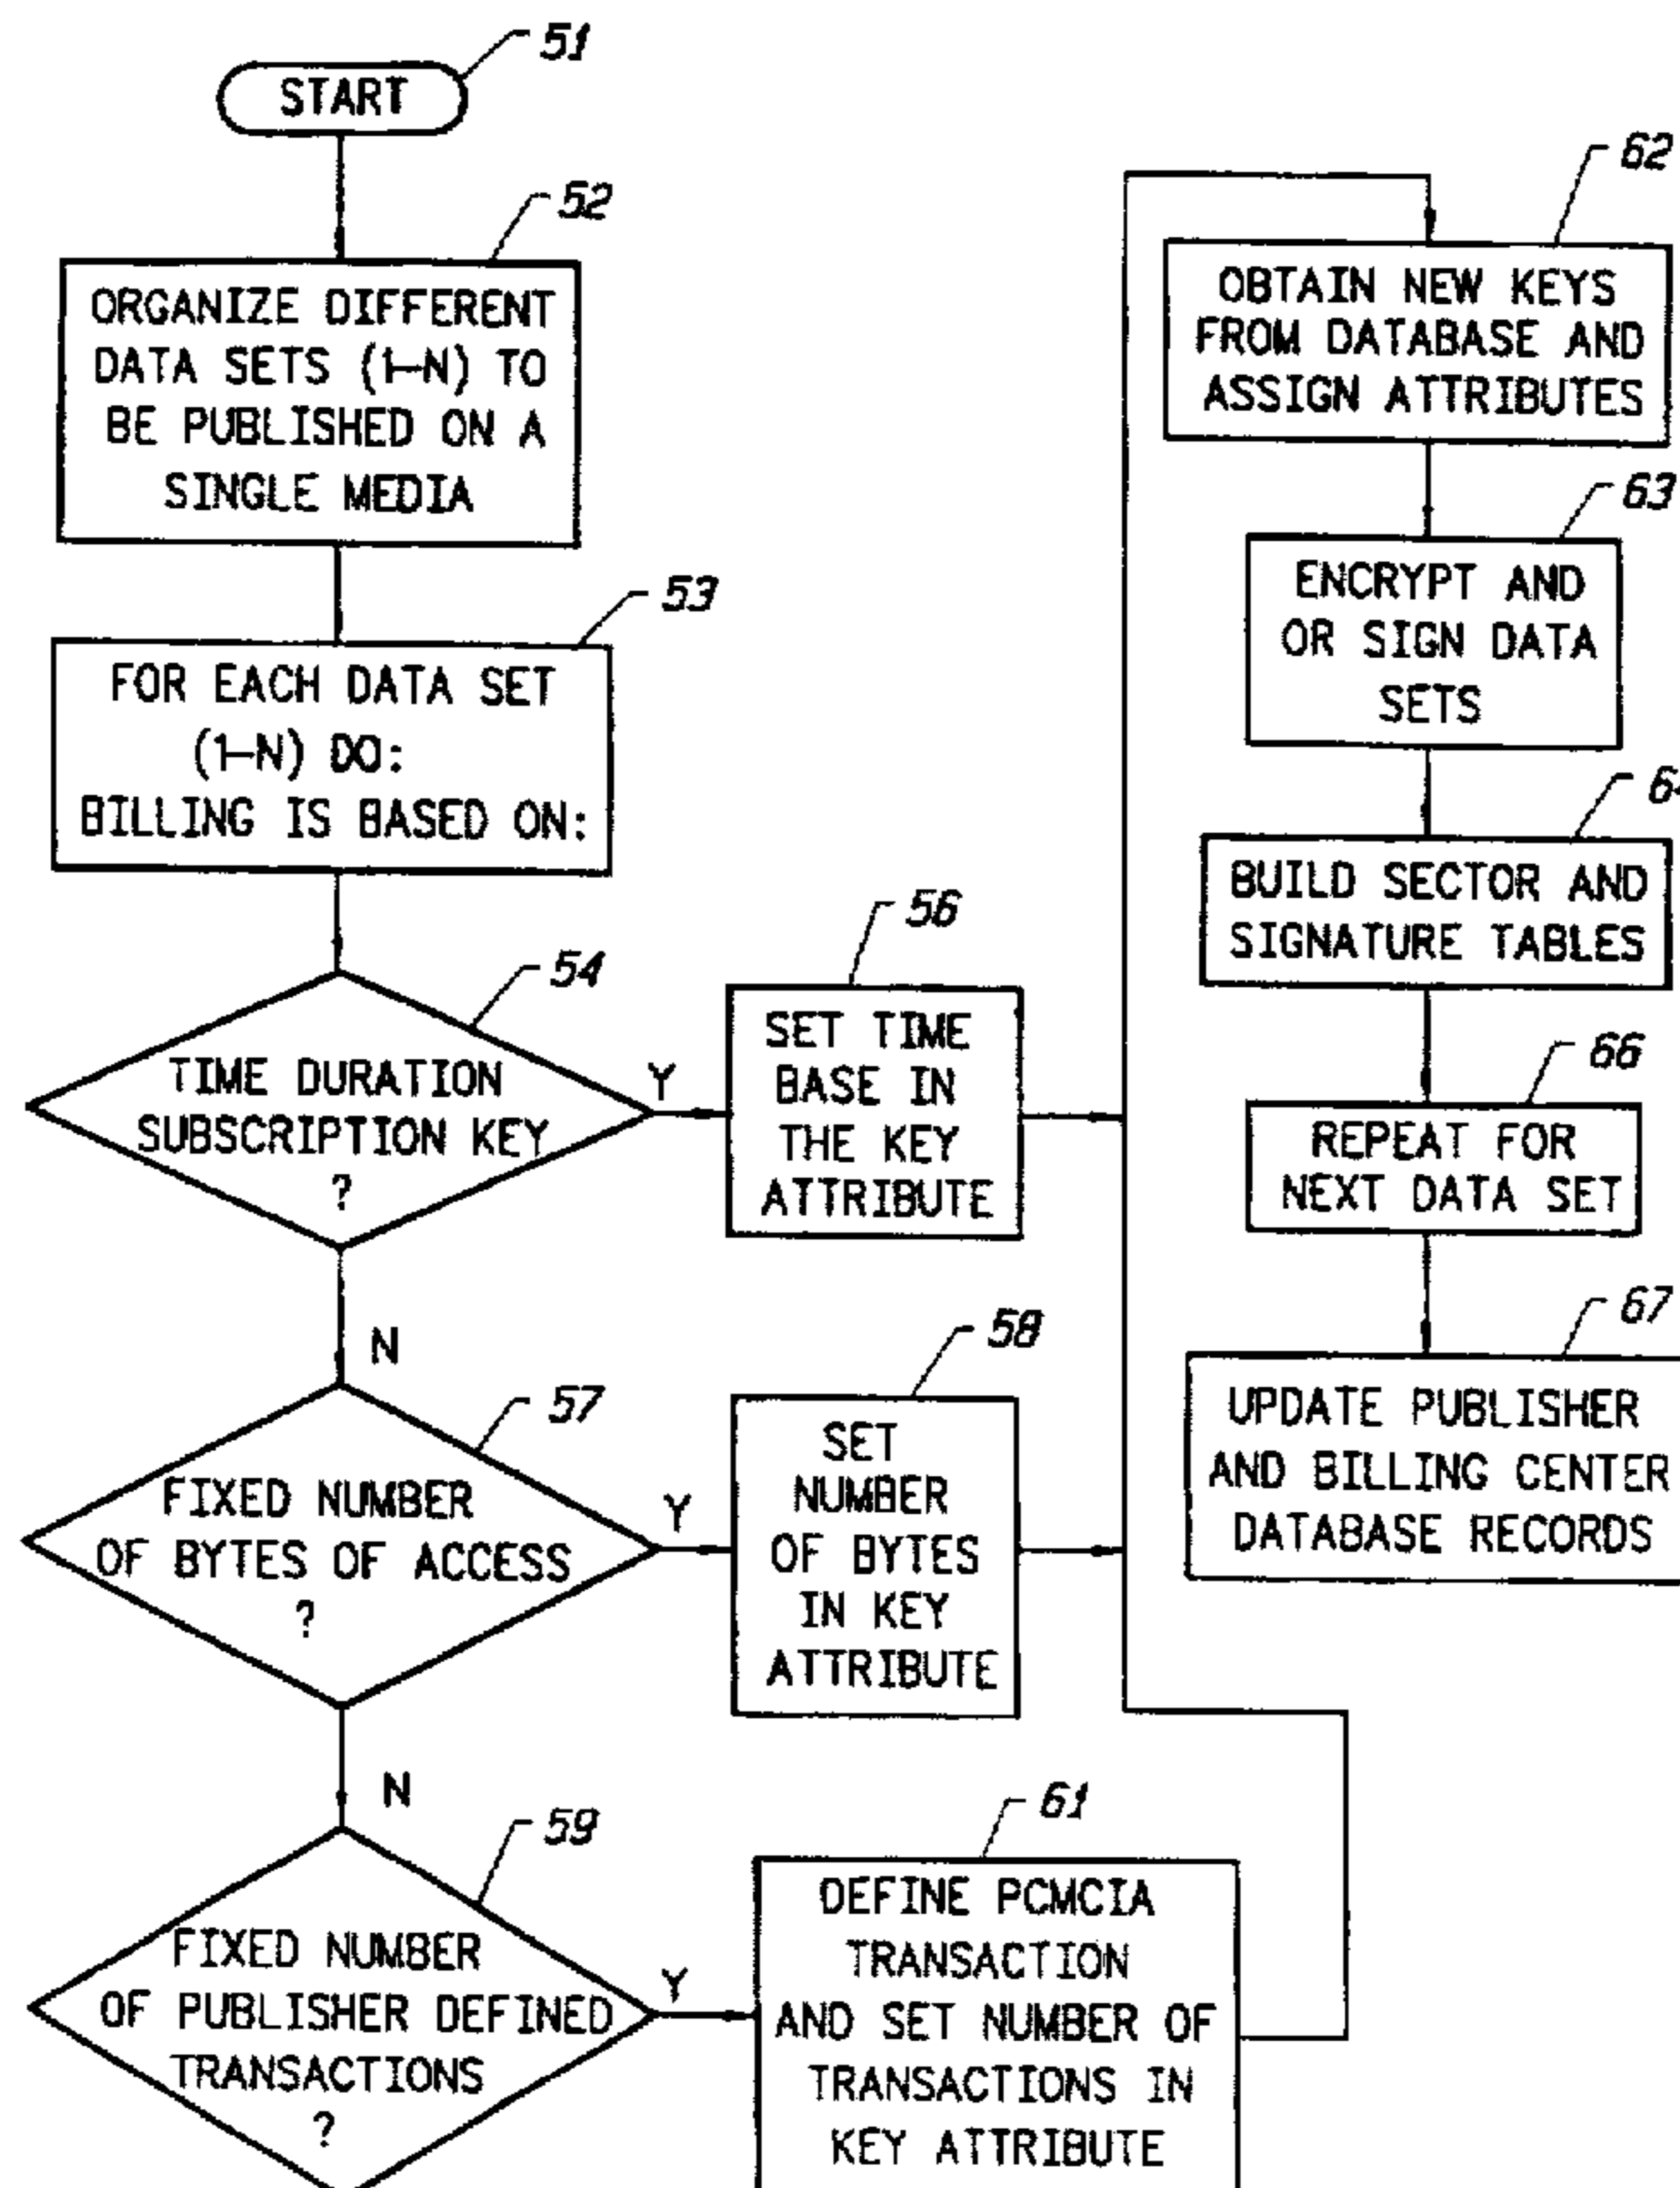 51
START
52
ORGANIZE DIFFERENT
DATA SETS (1-N) TO
BE PUBLISHED ON A
SINGLE MEDIA
53
FOR EACH DATA SET
(1-N) DO:
BILLING IS BASED ON:
54
TIME DURATION
SUBSCRIPTION KEY
?
Y
N
56
SET TIME
BASE IN
THE KEY
ATTRIBUTE
57
FIXED NUMBER
OF BYTES OF ACCESS
?
Y
N
58
SET
NUMBER
OF BYTES
IN KEY
ATTRIBUTE
59
FIXED NUMBER
OF PUBLISHER DEFINED
TRANSACTIONS
?
Y
61
DEFINE PCMCIA
TRANSACTION
AND SET NUMBER OF
TRANSACTIONS IN
KEY ATTRIBUTE
62
OBTAIN NEW KEYS
FROM DATABASE AND
ASSIGN ATTRIBUTES
63
ENCRYPT AND
OR SIGN DATA
SETS
64
BUILD SECTOR AND
SIGNATURE TABLES
66
REPEAT FOR
NEXT DATA SET
67
UPDATE PUBLISHER
AND BILLING CENTER
DATABASE RECORDS